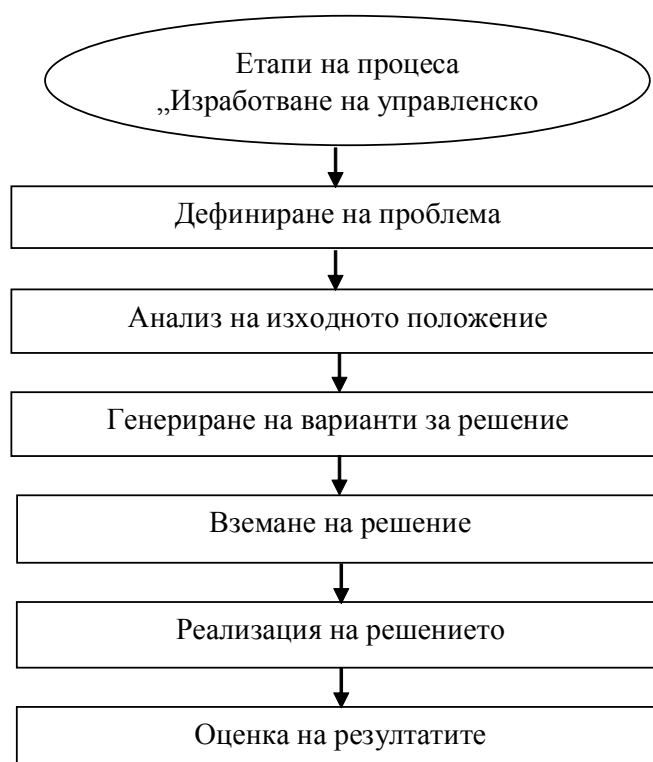 Етапи на процеса
„Изработване на управленско
Дефиниране на проблема
Анализ на изходното положение
Генериране на варианти за решение
Вземане на решение
Реализация на решението
Оценка на резултатите